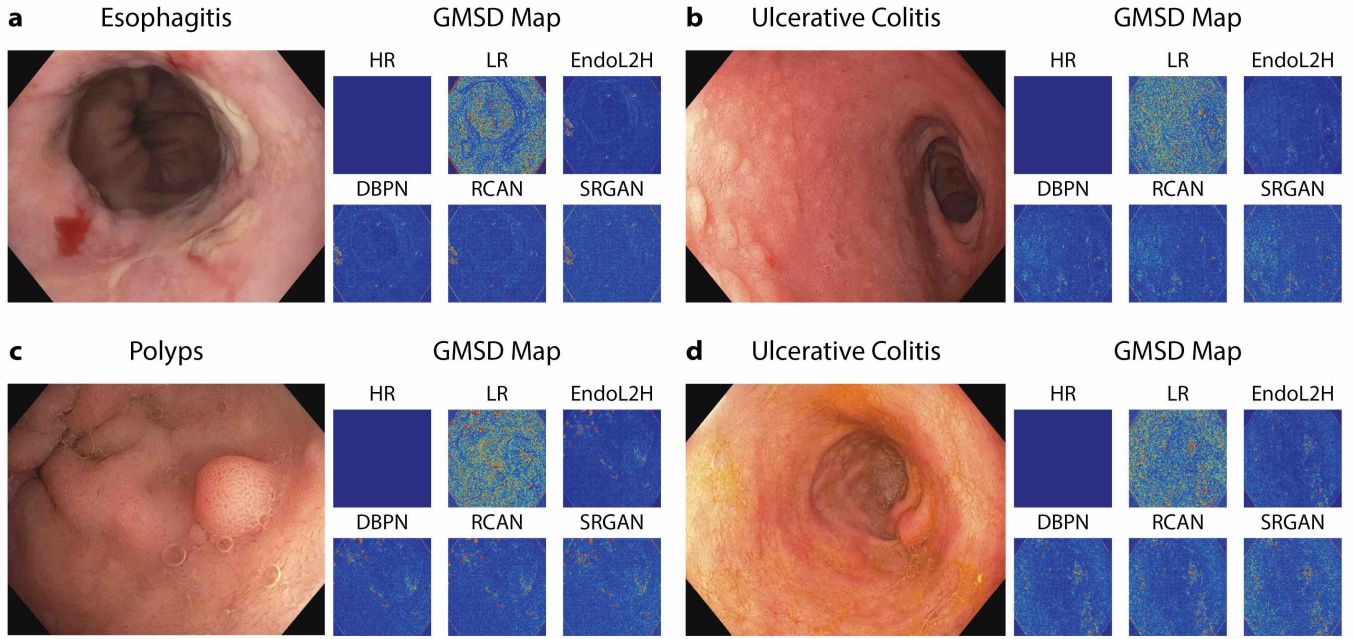 a Esophagitis GMSD Map
HR LR EndoL2H
DBPN RCAN SRGAN
b Ulcerative Colitis GMSD Map
HR LR EndoL2H
DBPN RCAN SRGAN
c Polyps GMSD Map
HR LR EndoL2H
DBPN RCAN SRGAN
d Ulcerative Colitis GMSD Map
HR LR EndoL2H
DBPN RCAN SRGAN